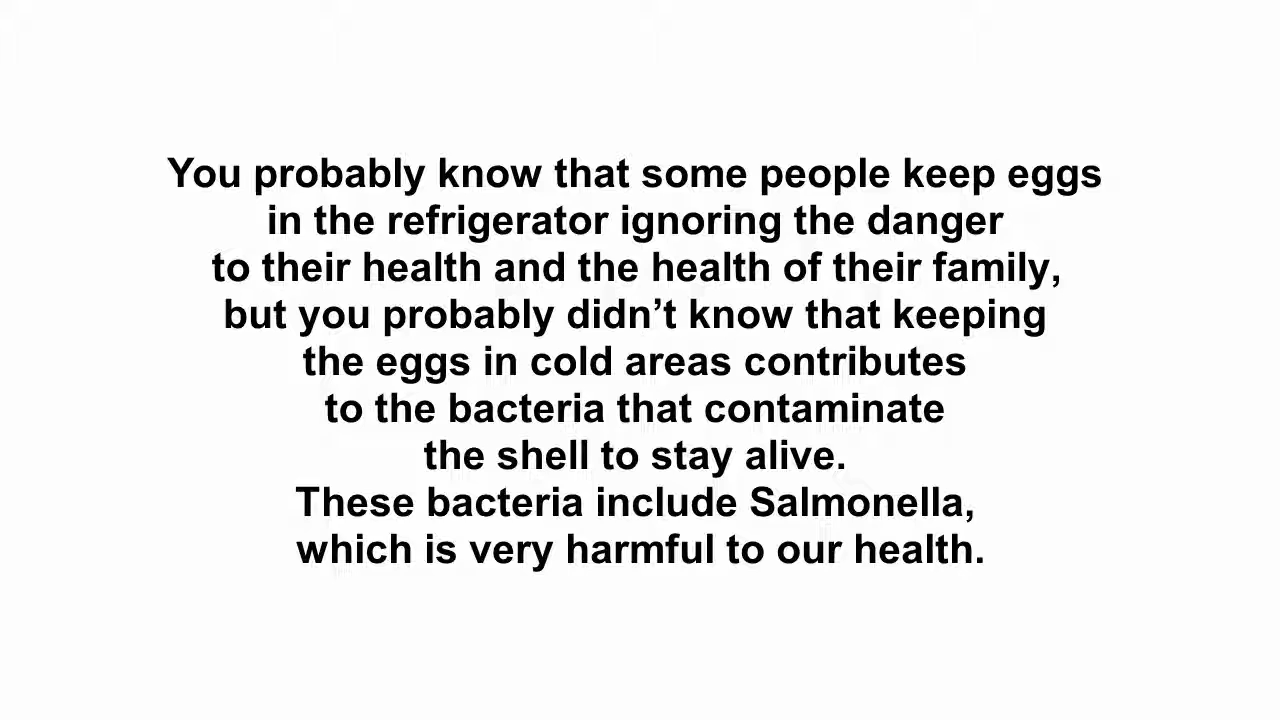 You probably know that some people keep eggs
in the refrigerator ignoring the danger
to their health and the health of their family,
but you probably didn’t know that keeping
the eggs in cold areas contributes
to the bacteria that contaminate
the shell to stay alive.
These bacteria include Salmonella,
which is very harmful to our health.